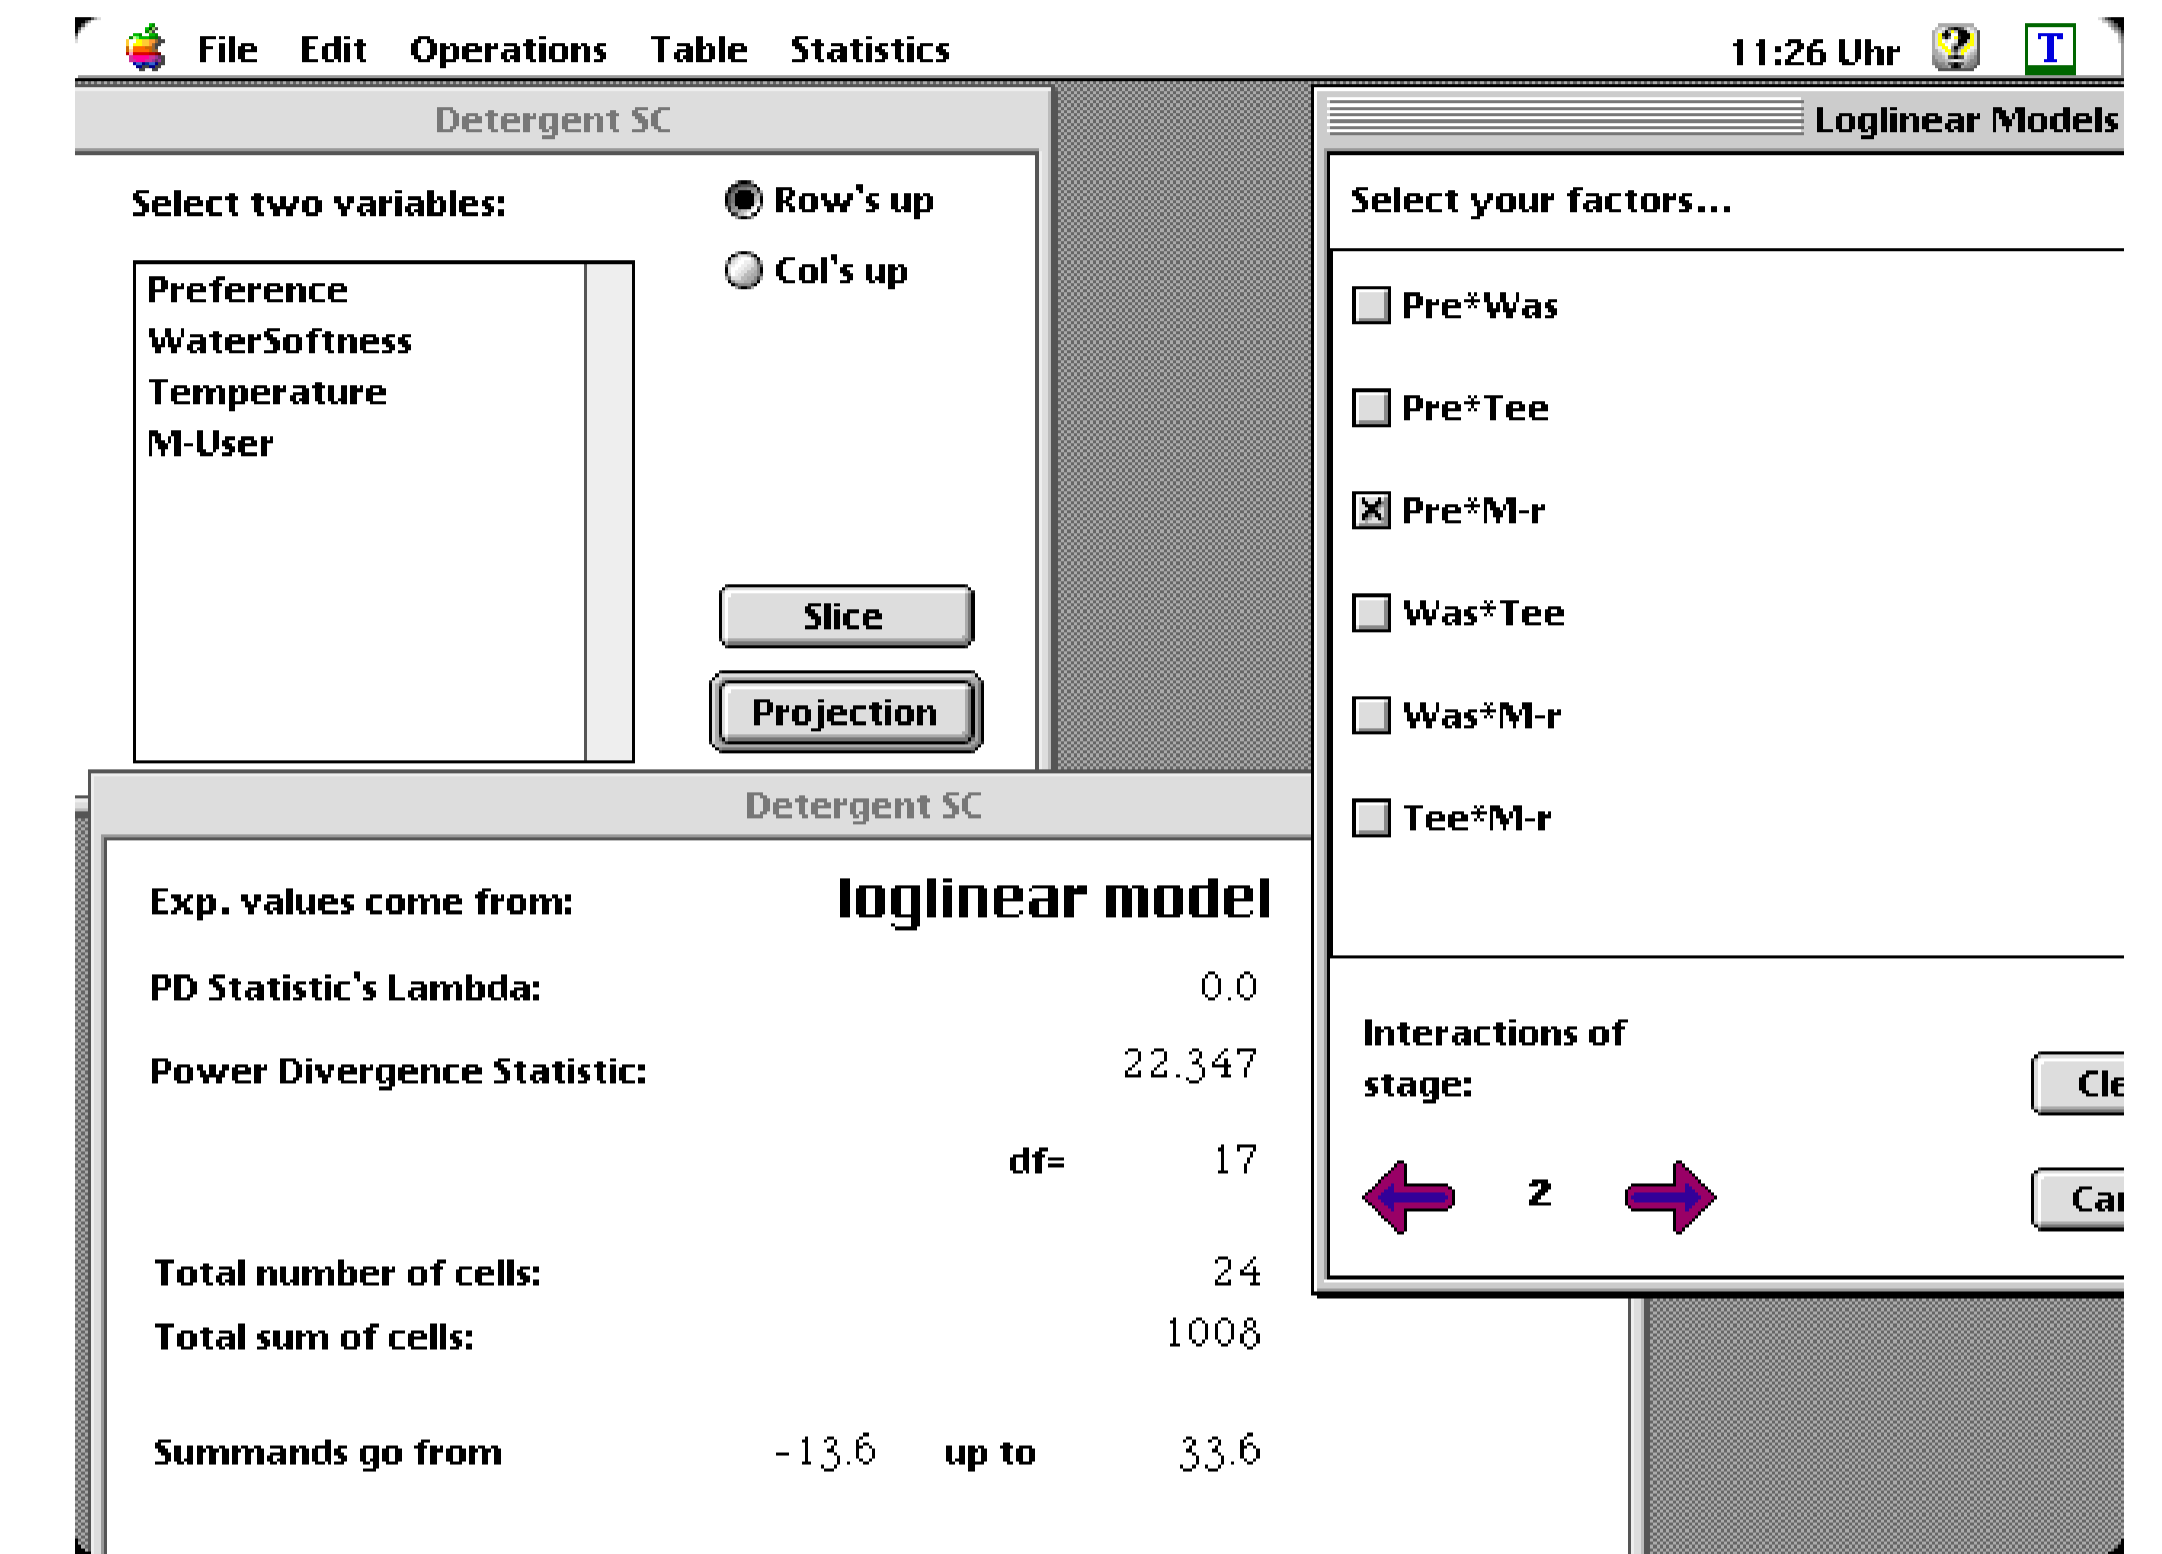 File Edit Operations Table Statistics 11:26 Uhr T
Detergent SC
Select two variables:
Row's up
Col's up
Preference
WaterSoftness
Temperature
M-User
Slice
Projection
Loglinear Models
Select your factors...
Pre*Was
Pre*Tee
Pre*M-r
Was*Tee
Was*M-r
Tee*M-r
Interactions of
stage:
2
Cle
Detergent SC
Exp. values come from: loglinear model
PD Statistic's Lambda: 0.0
Power Divergence Statistic: 22.347
df= 17
Total number of cells: 24
Total sum of cells: 1008
Summands go from -13.6 up to 33.6